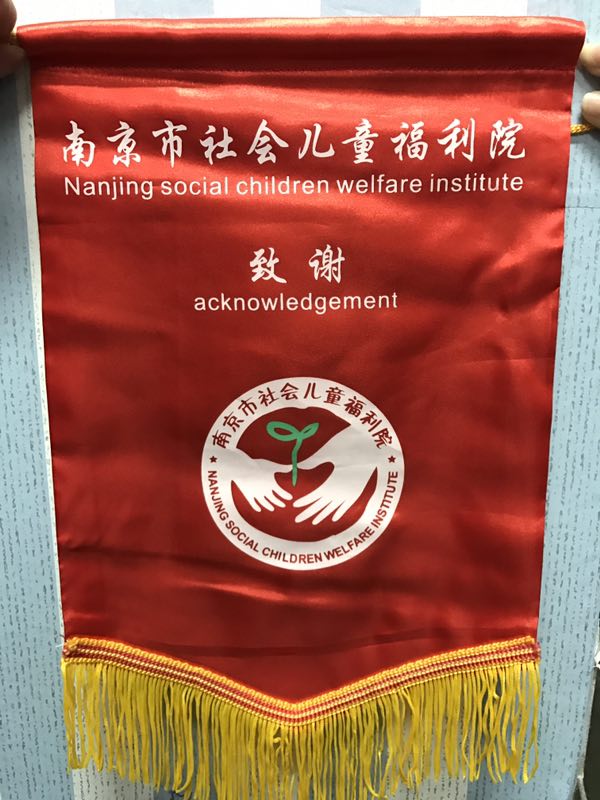 南京市社会儿童福利院
Nanjing social children welfare institute
致谢
acknowledgement
南京市社会儿童福利院
NANJING SOCIAL CHILDREN WELFARE INSTITUTE